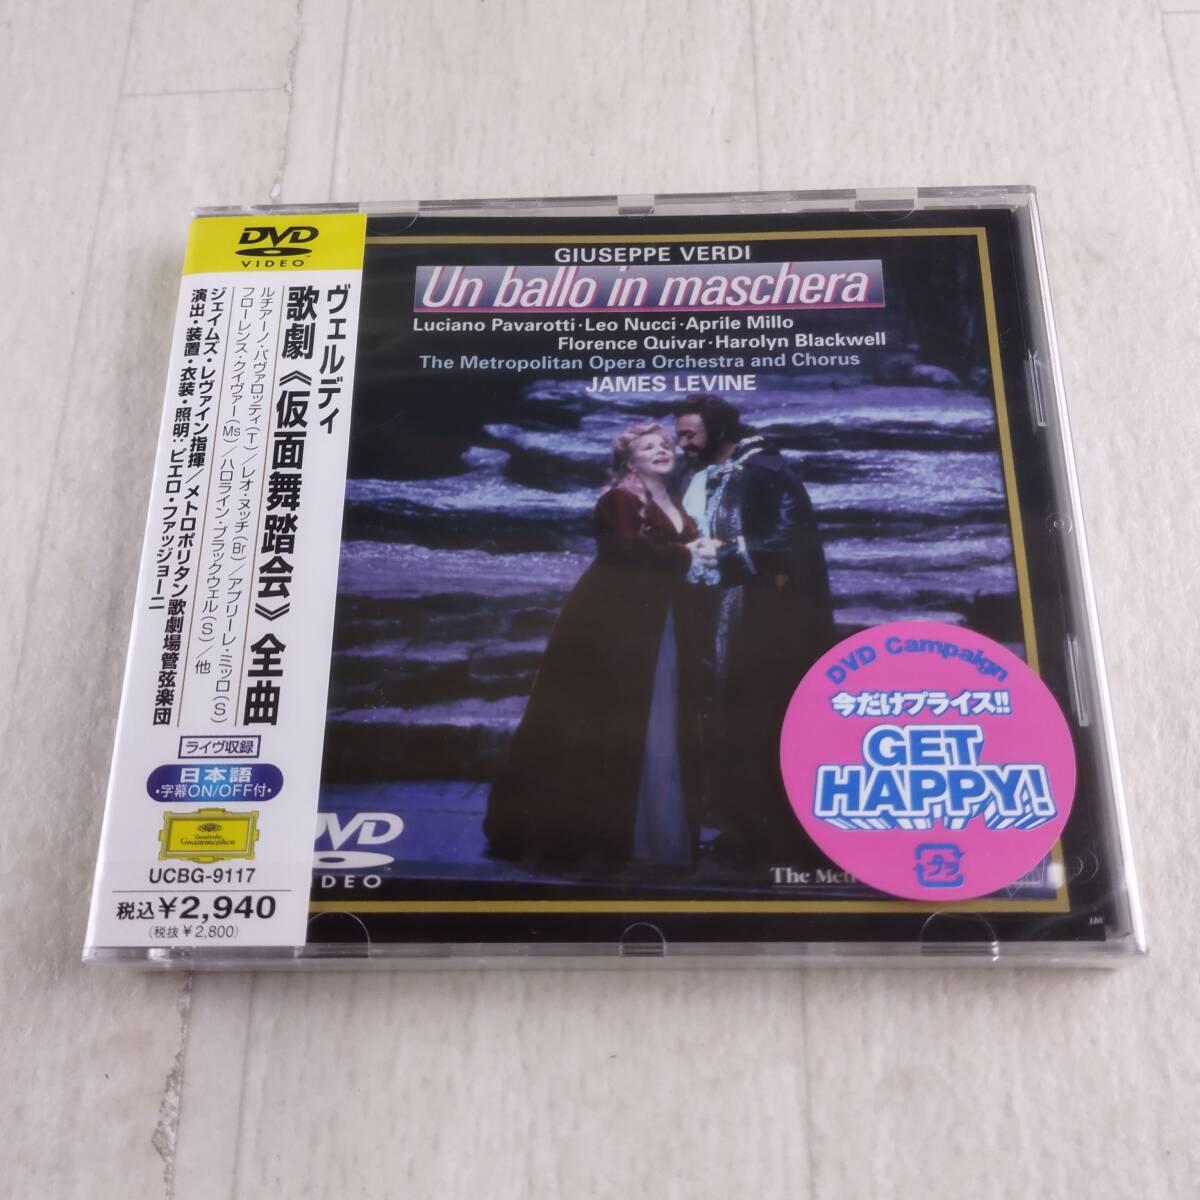 DVD
VIDEO
ヴェルディ
歌劇《仮面舞踏会》全曲
ルチアーノ・パヴァロッティ(T)/レオ・ヌッチ(Br)/アプリーレ・ミッロ(S)
フローレンス・クイヴァー(Ms)/ハロライン・ブラックウェル(S)/他
ジェイムズ・レヴァイン指揮/メトロポリタン歌劇場管弦楽団
演出・装置・衣装・照明：ピエロ・ファッジョーニ
ライヴ収録
日本語
・字幕ON/OFF付・
Deutsche
Grammophon
UCBG-9117
税込¥2,940
(税抜¥2,800)
GIUSEPPE VERDI
Un ballo in maschera
Luciano Pavarotti・Leo Nucci・Aprile Millo
Florence Quivar・Harolyn Blackwell
The Metropolitan Opera Orchestra and Chorus
JAMES LEVINE
DVD Campaign
今だけプライス!!
GET
HAPPY!
プラ
DVD
VIDEO
The Met